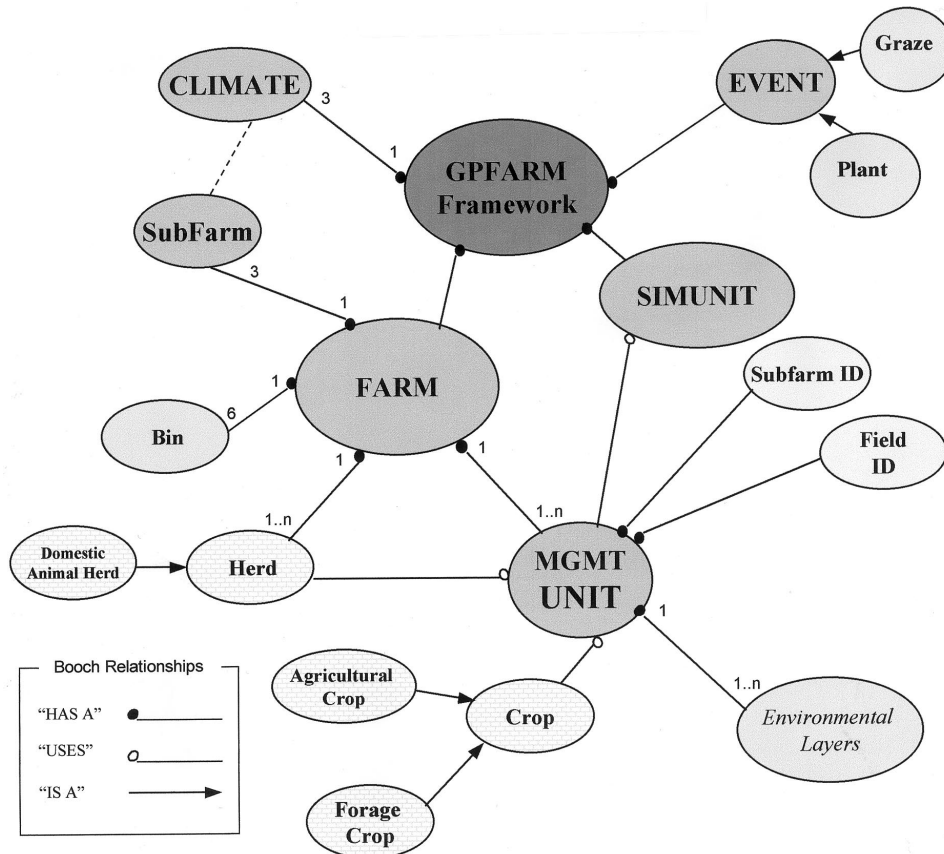 CLIMATE
3
1
GPFARM
Framework
EVENT
Graze
Plant
SubFarm
3
1
SIMUNIT
FARM
1
6
Bin
1
1
Subfarm ID
Field
ID
1..n
1..n
Domestic
Animal Herd
Herd
MGMT
UNIT
1
1..n
Environmental
Layers
Agricultural
Crop
Crop
Forage
Crop
Booch Relationships
“HAS A”
“USES”
“IS A”